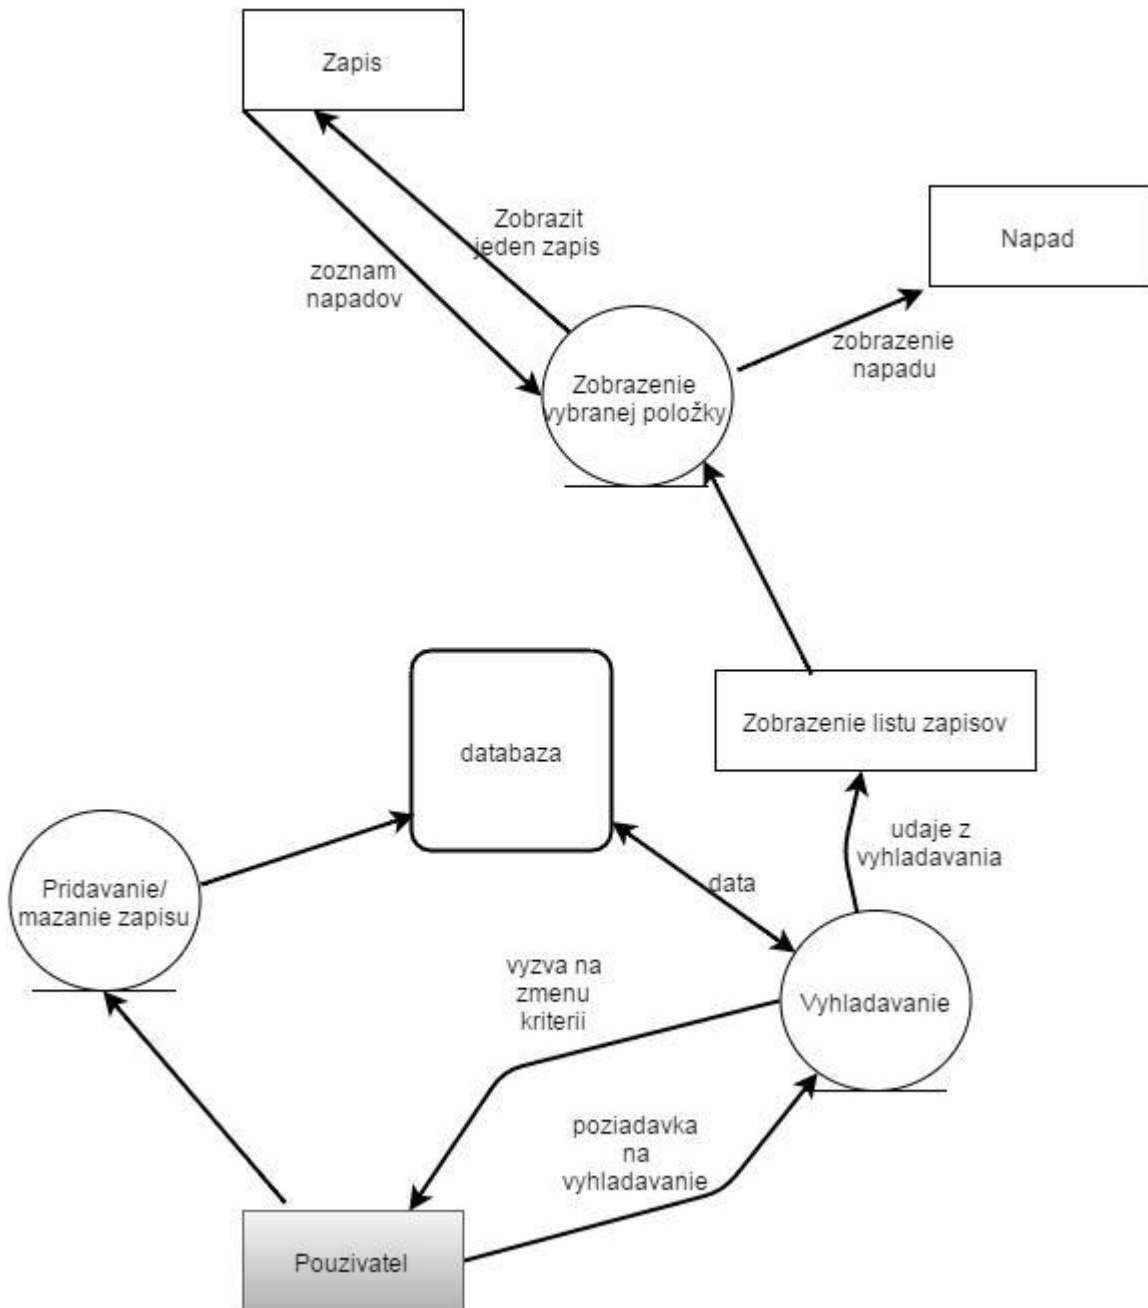 Zapis
Zobrazit
jeden zapis
zoznam
napadov
Napad
zobrazenie
napadu
Zobrazenie
vybranej položky
databaza
Zobrazenie listu zapisov
udaje z
vyhladavania
data
Pridavanie/
mazanie zapisu
vyzva na
zmenu
kriterii
Vyhladavanie
poziadavka
na
vyhladavanie
Pouzivatel